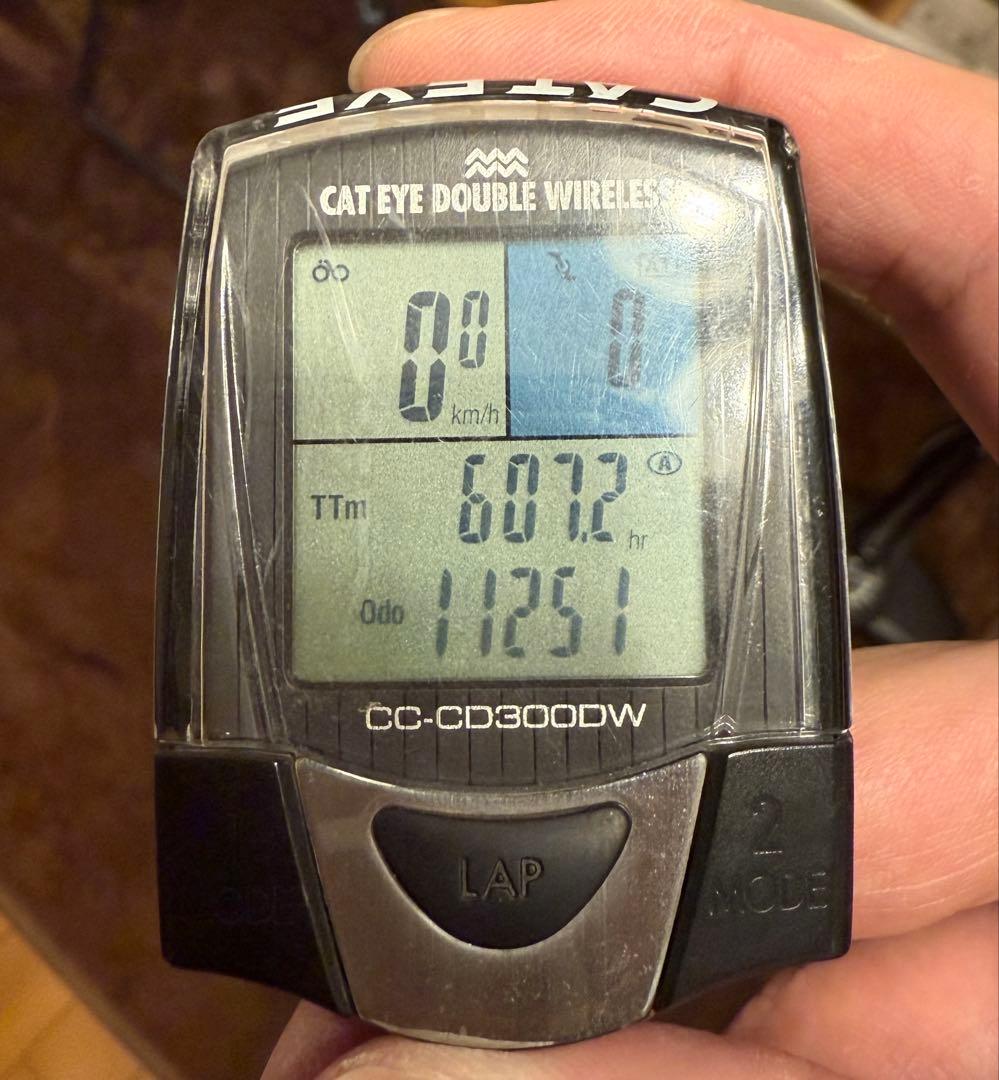 CATEYE
CAT EYE DOUBLE WIRELESS
0.0 km/h
0
A
TTm 607.2 hr
Odo 11251
CC-CD300DW
LAP
2
MODE